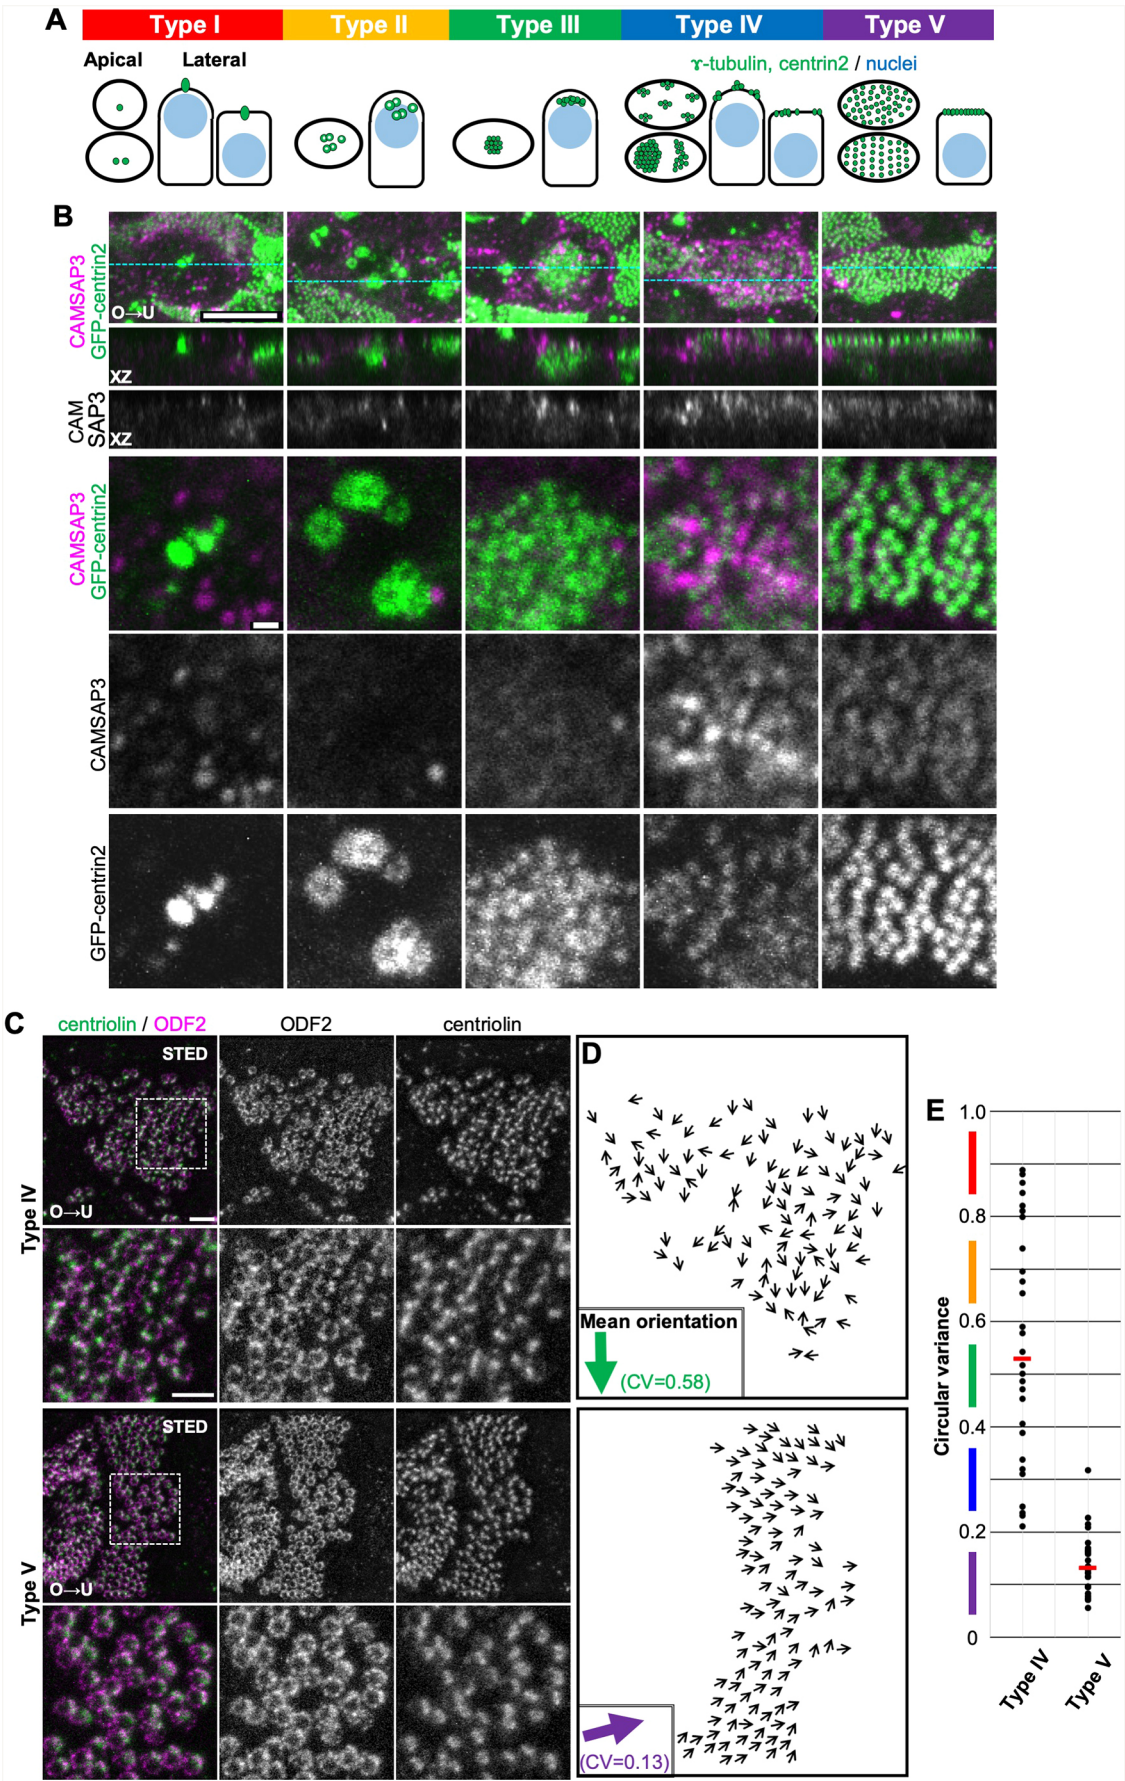 A
Type I
Type II
Type III
Type IV
Type V
Apical
Lateral
ɤ-tubulin, centrin2 / nuclei
B
CAMSAP3
GFP-centrin2
O→U
XZ
CAM
SAP3
XZ
CAMSAP3
GFP-centrin2
CAMSAP3
GFP-centrin2
C
centriolin / ODF2
ODF2
centriolin
Type IV
STED
O→U
Type V
STED
O→U
D
Mean orientation
(CV=0.58)
(CV=0.13)
E
Circular variance
1.0
0.8
0.6
0.4
0.2
0
Type IV
Type V